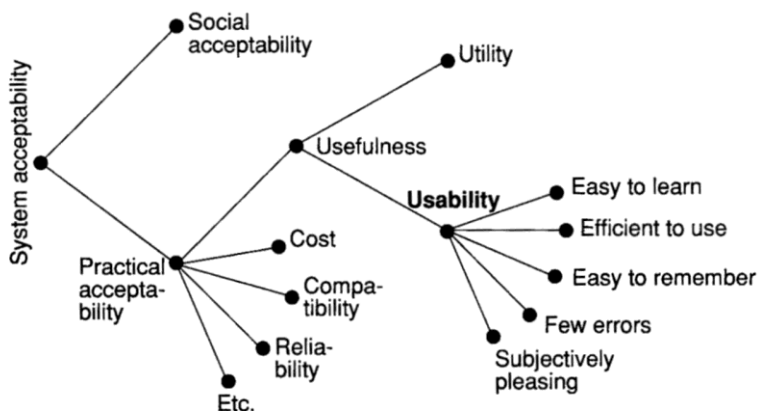 System acceptability
Social
acceptability
Utility
Usefulness
Usability
Easy to learn
Efficient to use
Easy to remember
Few errors
Subjectively
pleasing
Practical
accepta-
bility
Cost
Compa-
tibility
Relia-
bility
Etc.